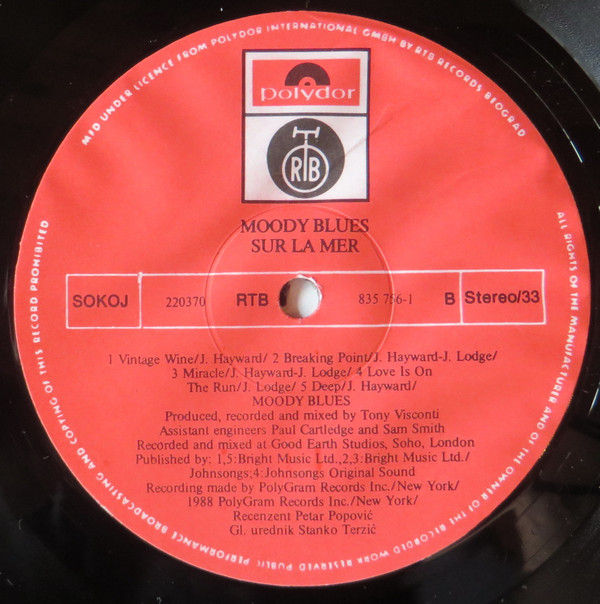 MFD UNDER LICENCE FROM POLYDOR INTERNATIONAL GMBH BY RTB RECORDS BEOGRAD
polydor
RTB
MOODY BLUES
SUR LA MER
SOKOJ 220370 RTB 835 756-1 B Stereo/33
1 Vintage Wine/J. Hayward/ 2 Breaking Point/J. Hayward-J. Lodge/
3 Miracle/J. Hayward-J. Lodge/ 4 Love Is On
The Run/J. Lodge/ 5 Deep/J. Hayward/
MOODY BLUES
Produced, recorded and mixed by Tony Visconti
Assistant engineers Paul Cartledge and Sam Smith
Recorded and mixed at Good Earth Studios, Soho, London
Published by: 1,5:Bright Music Ltd.,2,3:Bright Music Ltd./
Johnsongs;4:Johnsongs Original Sound
Recording made by PolyGram Records Inc./New York/
1988 PolyGram Records Inc./New York/
Recenzent Petar Popovič
Gl. urednik Stanko Terzič
ALL RIGHTS OF THE MANUFACTURER AND OF THE OWNER OF THE RECORDED WORK RESERVED PUBLIC PERFORMANCE BROADCASTING AND COPYING OF THIS RECORD PROHIBITED